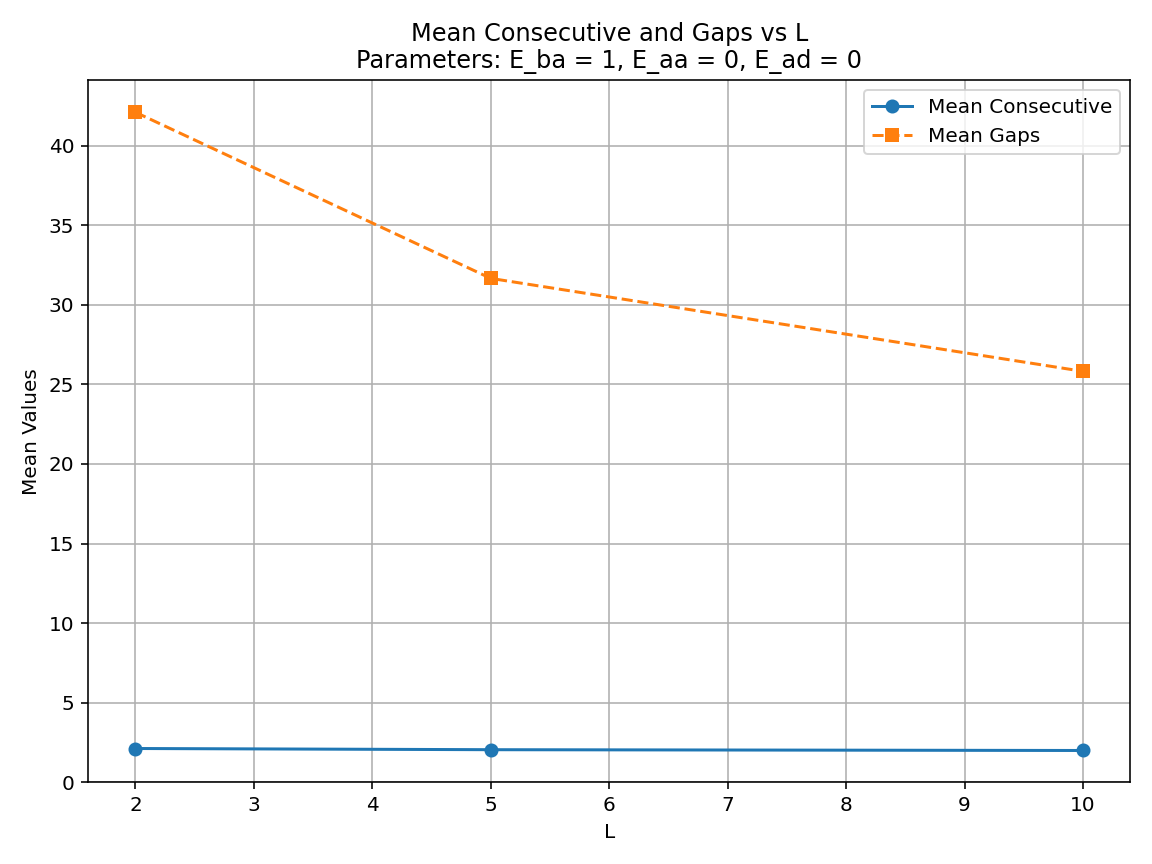 Mean Consecutive and Gaps vs L
Parameters: E_ba = 1, E_aa = 0, E_ad = 0
Mean Consecutive
Mean Gaps
Mean Values
40
35
30
25
20
15
10
5
0
2 3 4 5 6 7 8 9 10
L